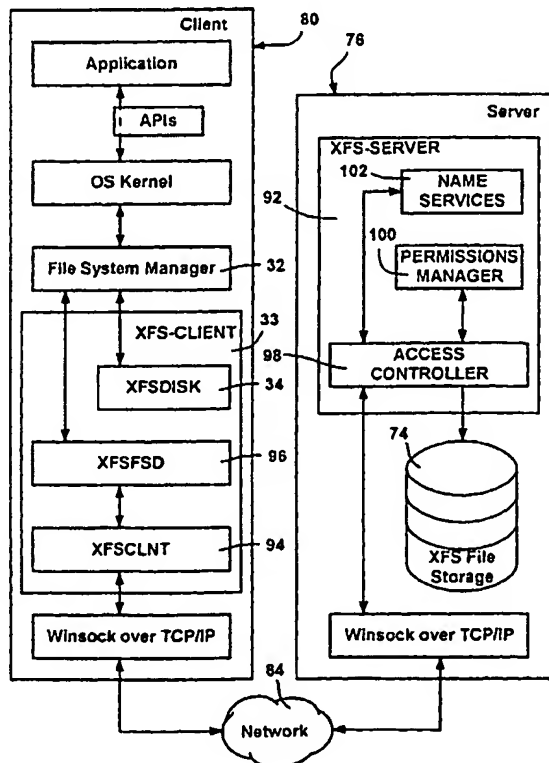 Client
80
Application
APIs
OS Kernel
File System Manager
32
XFS-CLIENT
33
XFSDISK
34
XFSFSD
96
XFSCLNT
94
Winsock over TCP/IP
76
Server
XFS-SERVER
102
NAME
SERVICES
92
100
PERMISSIONS
MANAGER
98
ACCESS
CONTROLLER
74
XFS File
Storage
Winsock over TCP/IP
84
Network